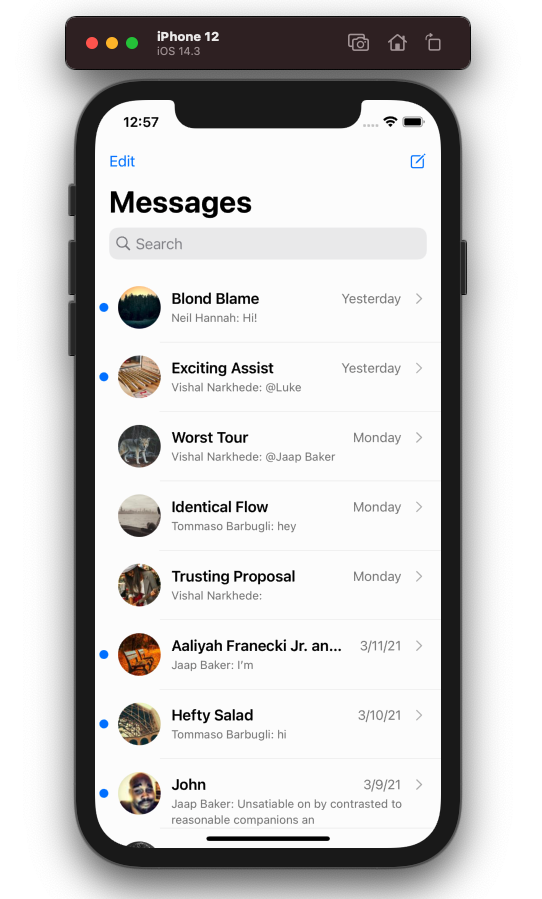 iPhone 12
iOS 14.3
12:57
Edit
Messages
Search
Blond Blame Yesterday
Neil Hannah: Hi!
Exciting Assist Yesterday
Vishal Narkhede: @Luke
Worst Tour Monday
Vishal Narkhede: @Jaap Baker
Identical Flow Monday
Tommaso Barbugli: hey
Trusting Proposal Monday
Vishal Narkhede:
Aaliyah Franecki Jr. an... 3/11/21
Jaap Baker: I'm
Hefty Salad 3/10/21
Tommaso Barbugli: hi
John 3/9/21
Jaap Baker: Unsatiable on by contrasted to
reasonable companions an